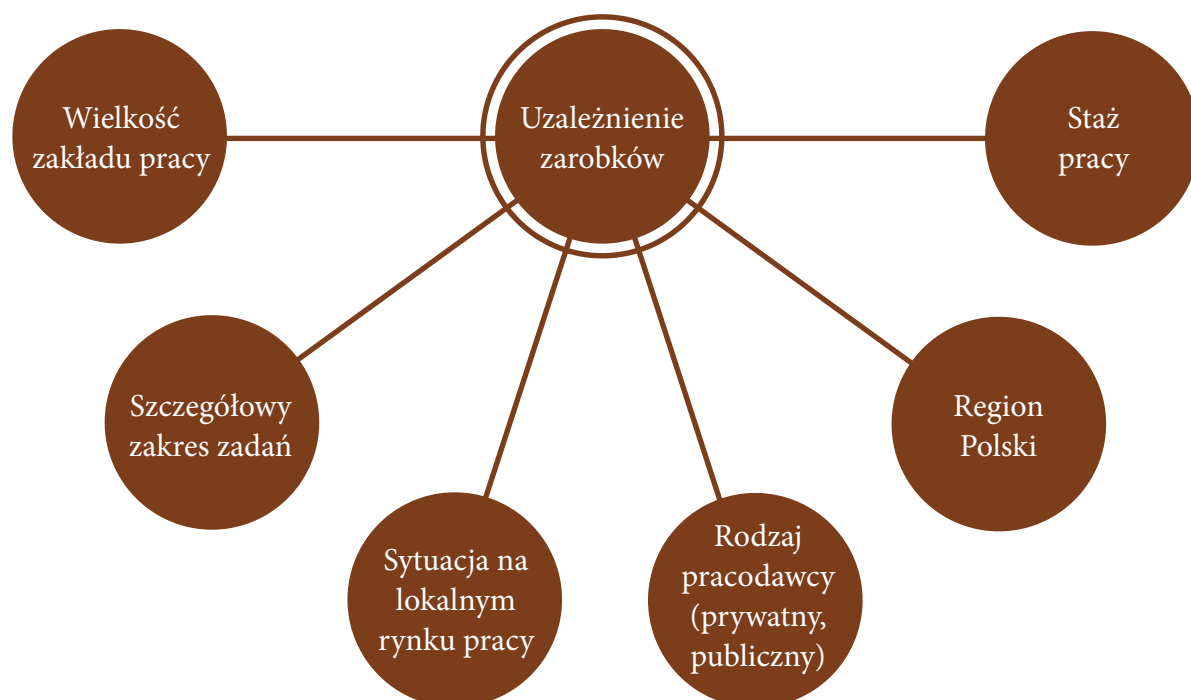 Wielkość
zakładu pracy
Uzależnienie
zarobków
Staż
pracy
Szczegółowy
zakres zadań
Region
Polski
Sytuacja na
lokalnym
rynku pracy
Rodzaj
pracodawcy
(prywatny,
publiczny)